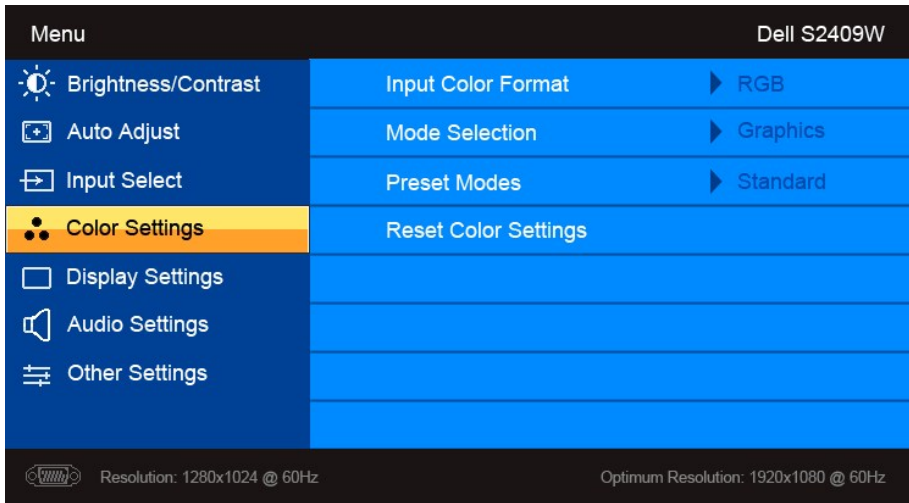 Menu Dell S2409W
Brightness/Contrast Input Color Format RGB
Auto Adjust Mode Selection Graphics
Input Select Preset Modes Standard
Color Settings Reset Color Settings
Display Settings
Audio Settings
Other Settings
Resolution: 1280x1024 @ 60Hz Optimum Resolution: 1920x1080 @ 60Hz